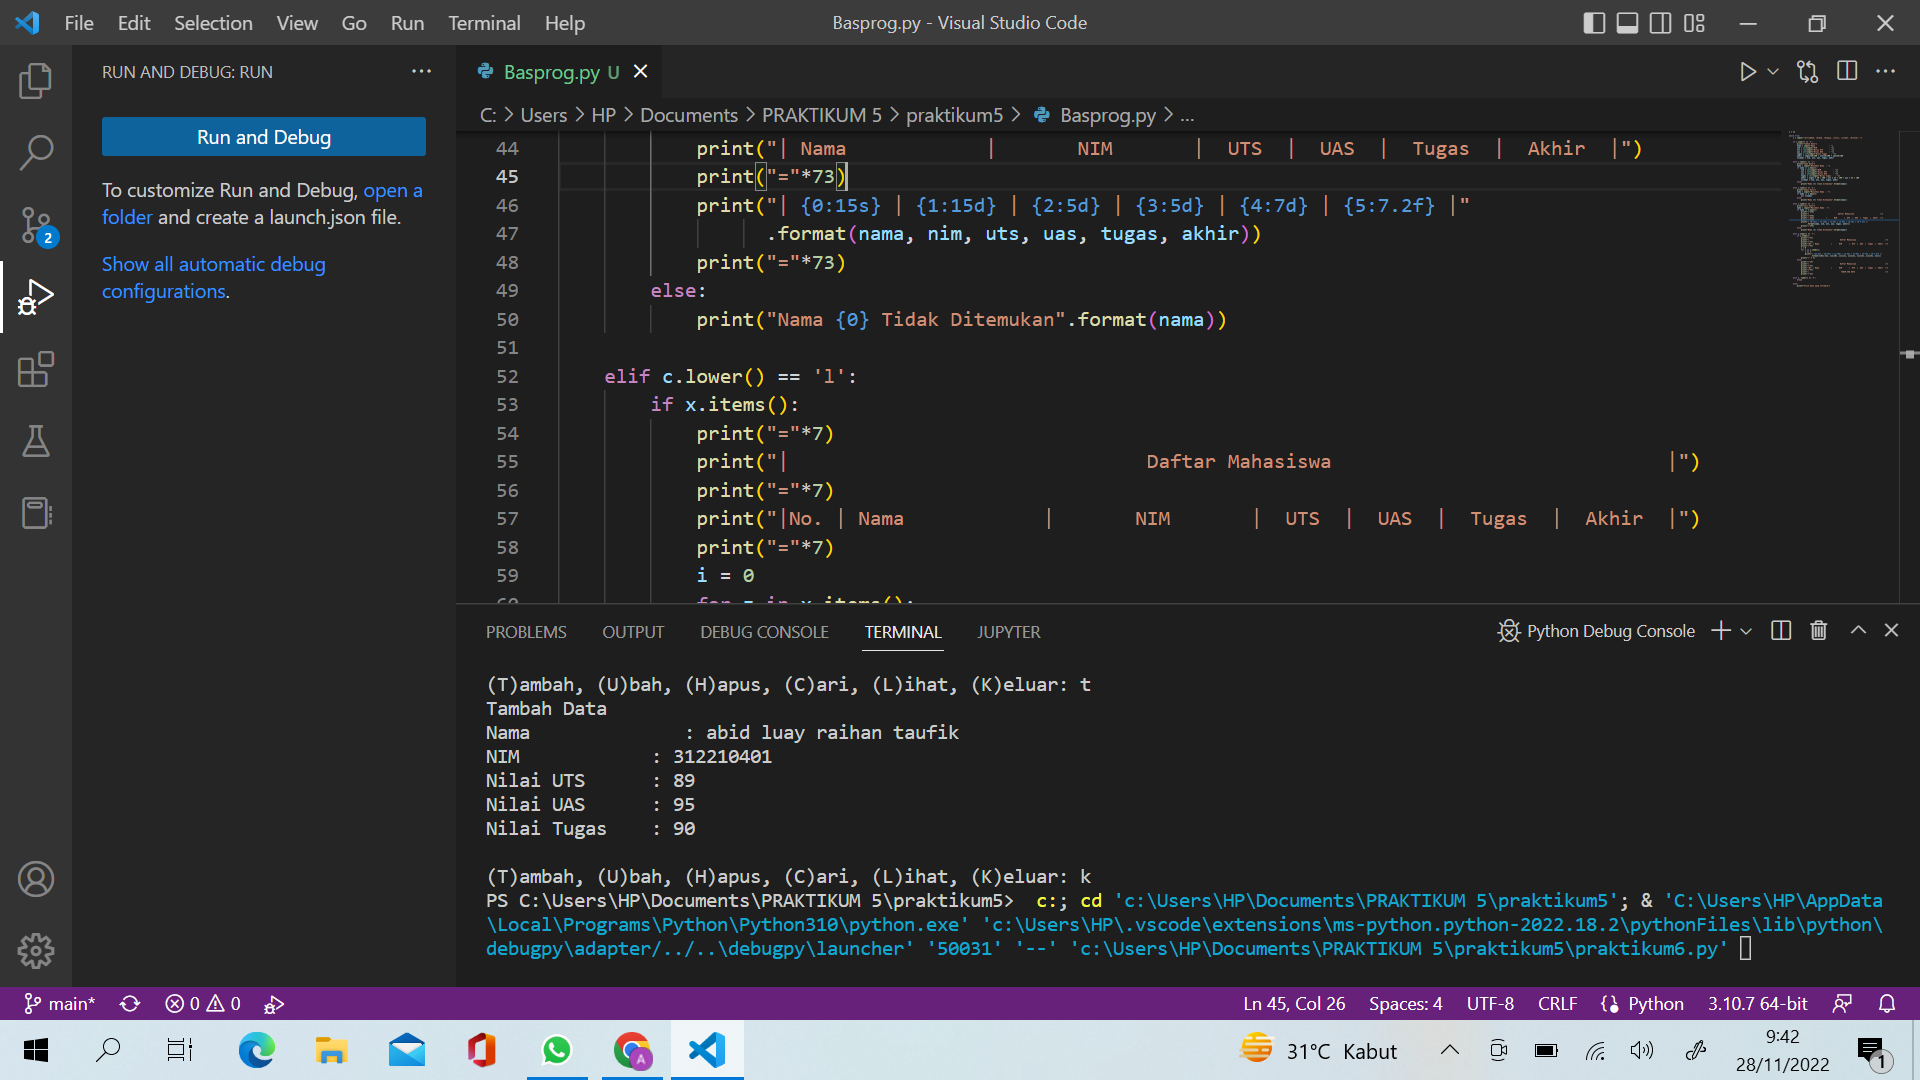 File Edit Selection View Go Run Terminal Help
Basprog.py - Visual Studio Code
RUN AND DEBUG: RUN
Run and Debug
To customize Run and Debug, open a
folder and create a launch.json file.
Show all automatic debug
configurations.
Basprog.py U
C: > Users > HP > Documents > PRAKTIKUM 5 > praktikum5 > Basprog.py > ...
44 print("| Nama            |       NIM       |  UTS  |  UAS  |  Tugas  |  Akhir  |")
45 print("="*73)
46 print("| {0:15s} | {1:15d} | {2:5d} | {3:5d} | {4:7d} | {5:7.2f} |"
47 .format(nama, nim, uts, uas, tugas, akhir))
48 print("="*73)
49 else:
50 print("Nama {0} Tidak Ditemukan".format(nama))
51
52 elif c.lower() == 'l':
53 if x.items():
54 print("="*7)
55 print("|                               Daftar Mahasiswa                             |")
56 print("="*7)
57 print("|No. | Nama            |       NIM       |  UTS  |  UAS  |  Tugas  |  Akhir  |")
58 print("="*7)
59 i = 0
60 for z in x.items():
PROBLEMS OUTPUT DEBUG CONSOLE TERMINAL JUPYTER
Python Debug Console
(T)ambah, (U)bah, (H)apus, (C)ari, (L)ihat, (K)eluar: t
Tambah Data
Nama              : abid luay raihan taufik
NIM            : 312210401
Nilai UTS      : 89
Nilai UAS      : 95
Nilai Tugas    : 90
(T)ambah, (U)bah, (H)apus, (C)ari, (L)ihat, (K)eluar: k
PS C:\Users\HP\Documents\PRAKTIKUM 5\praktikum5>  c:; cd 'c:\Users\HP\Documents\PRAKTIKUM 5\praktikum5'; & 'C:\Users\HP\AppData
\Local\Programs\Python\Python310\python.exe' 'c:\Users\HP\.vscode\extensions\ms-python.python-2022.18.2\pythonFiles\lib\python\
debugpy\adapter/../..\debugpy\launcher' '50031' '--' 'c:\Users\HP\Documents\PRAKTIKUM 5\praktikum5\praktikum6.py'
2
main* 0 0 Ln 45, Col 26 Spaces: 4 UTF-8 CRLF Python 3.10.7 64-bit
A 31°C Kabut 9:42
28/11/2022 1